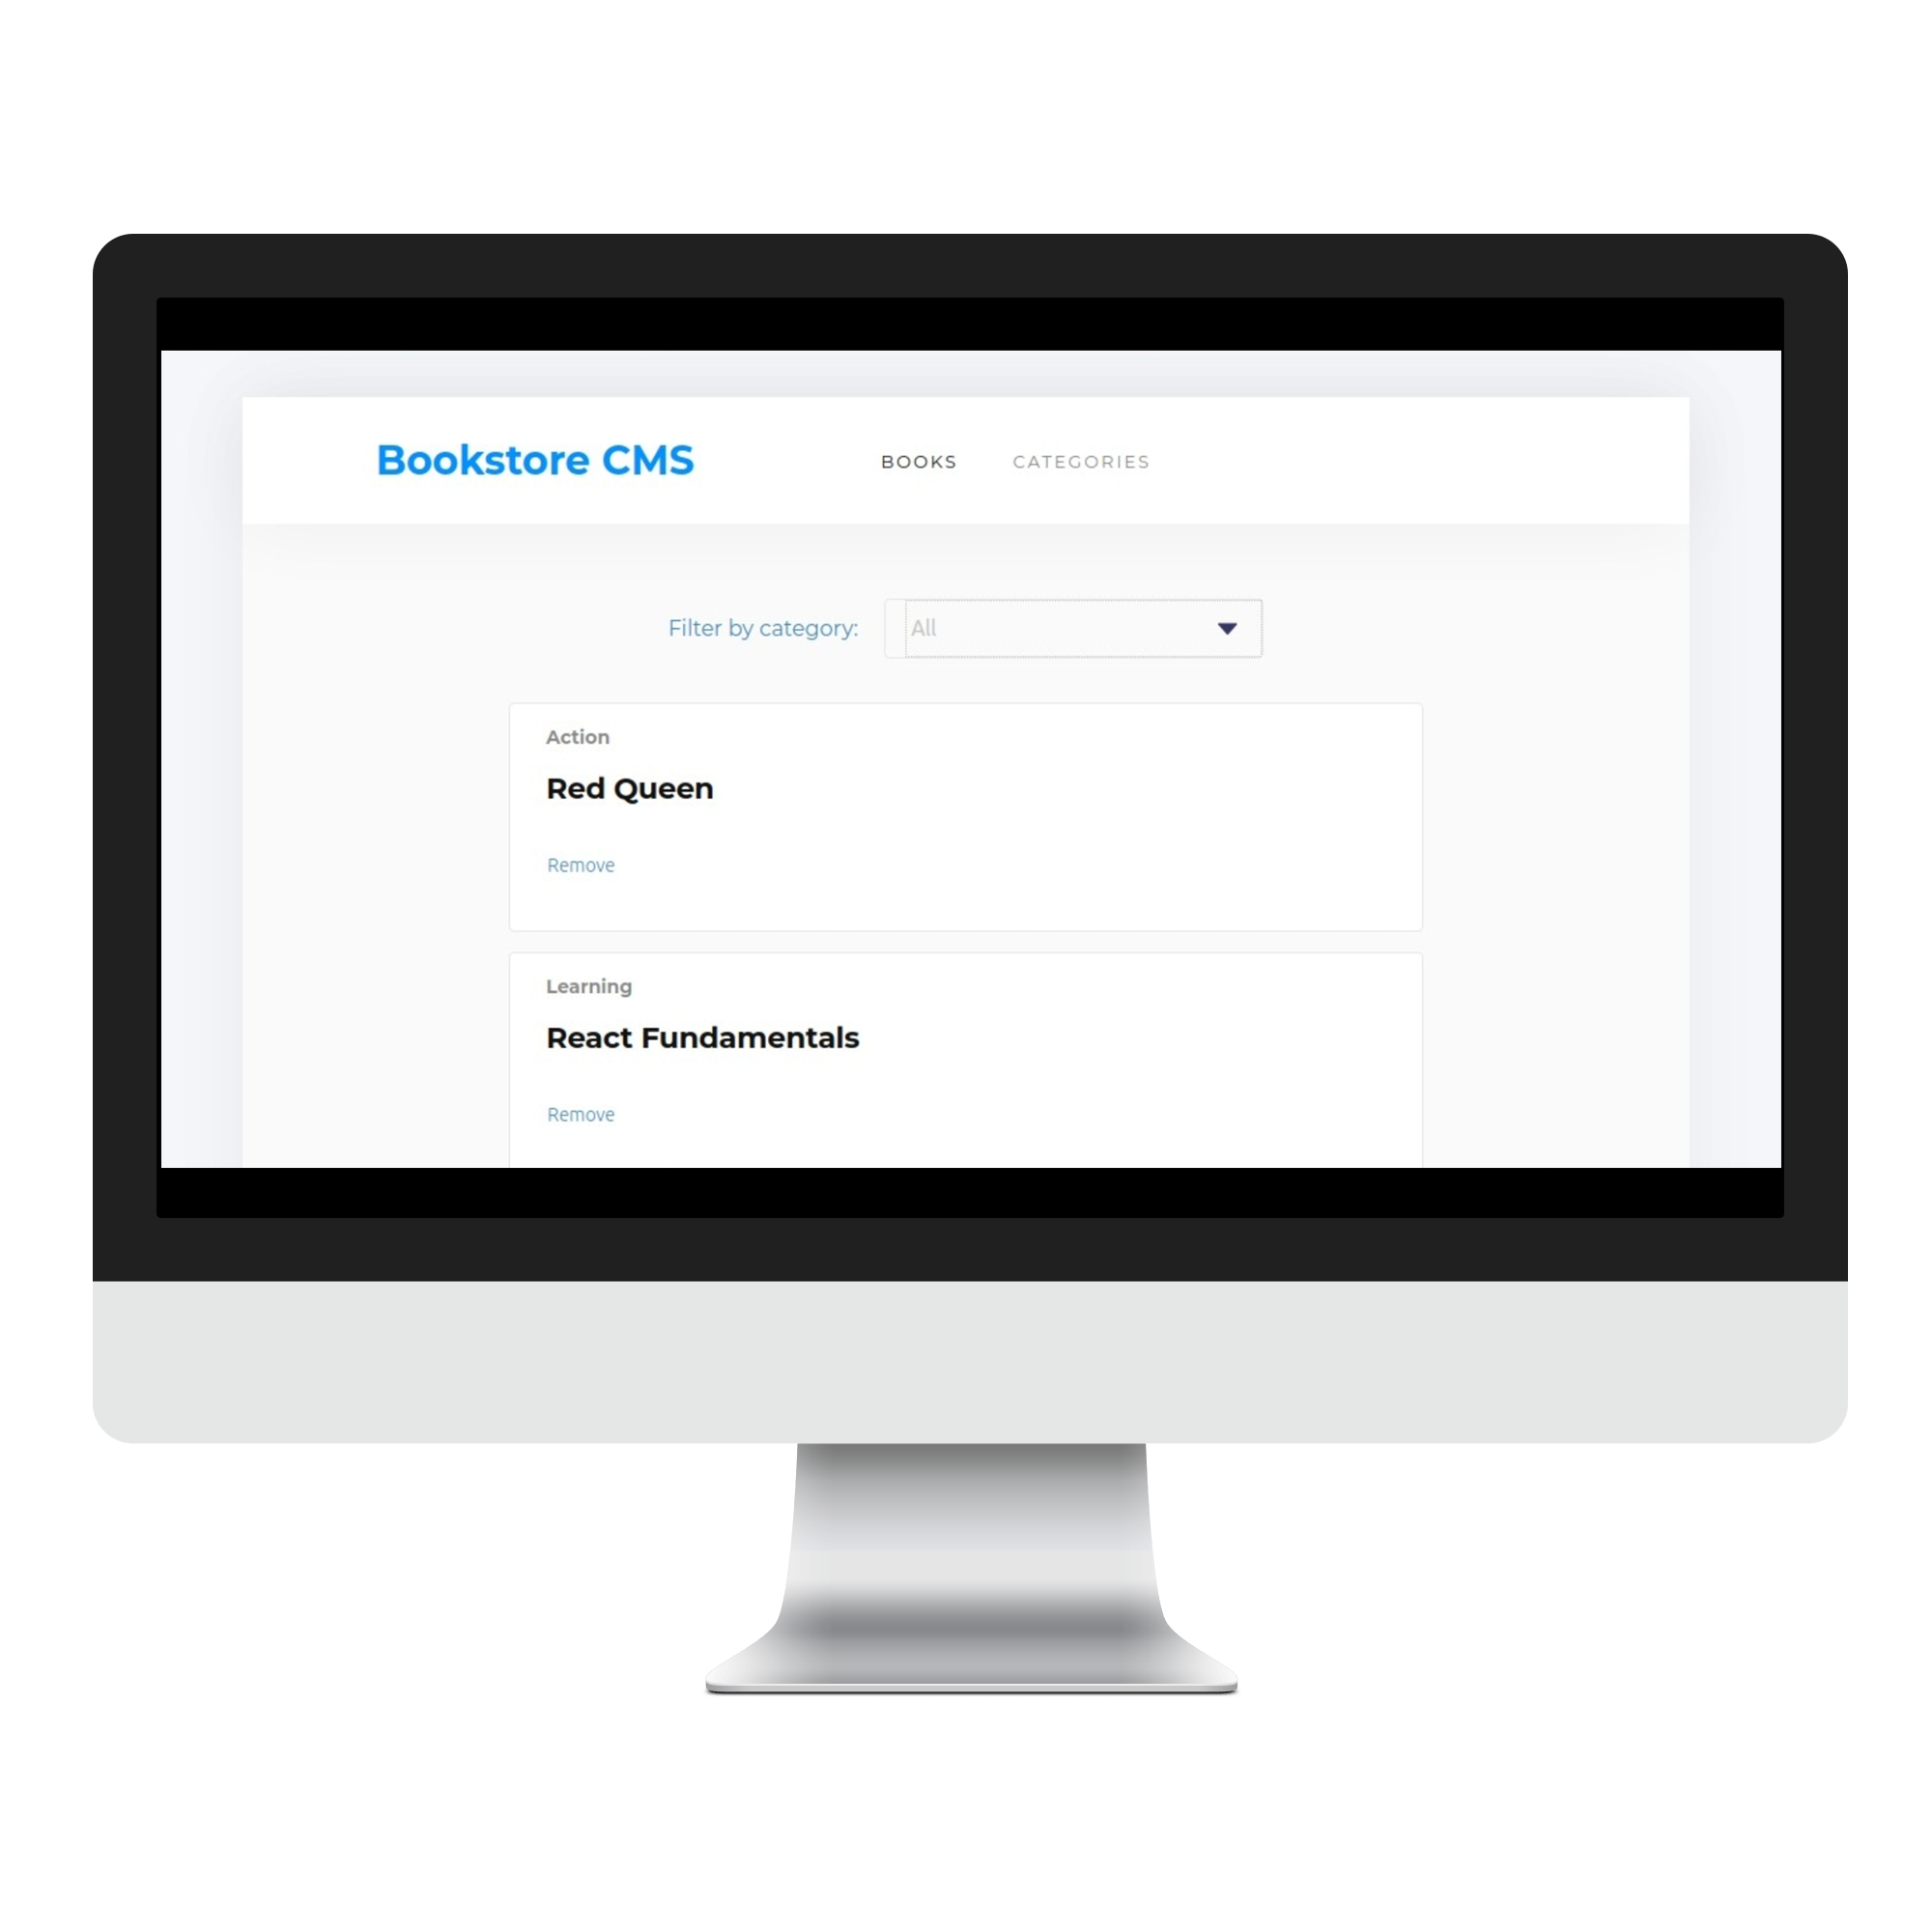 Bookstore CMS
BOOKS
CATEGORIES
Filter by category:
All
Action
Red Queen
Remove
Learning
React Fundamentals
Remove